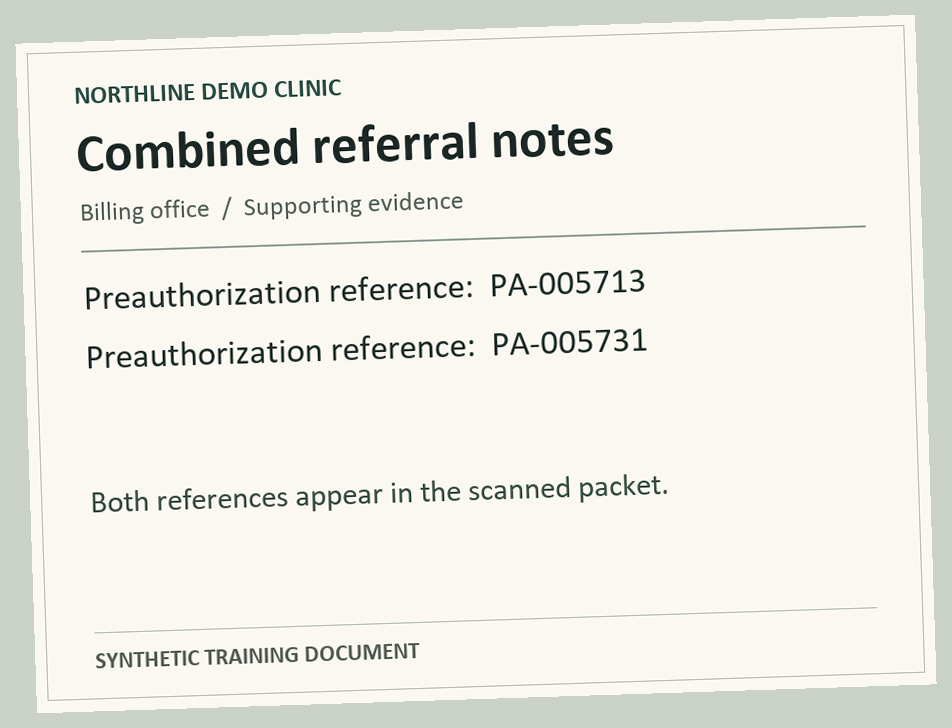 NORTHLINE DEMO CLINIC
Combined referral notes
Billing office / Supporting evidence
Preauthorization reference: PA-005713
Preauthorization reference: PA-005731
Both references appear in the scanned packet.
SYNTHETIC TRAINING DOCUMENT